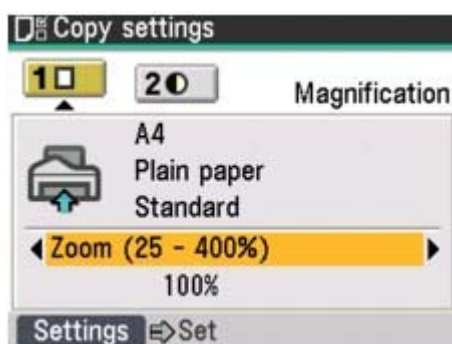 Copy settings
1 2 Magnification
A4
Plain paper
Standard
Zoom (25 - 400%)
100%
Settings Set